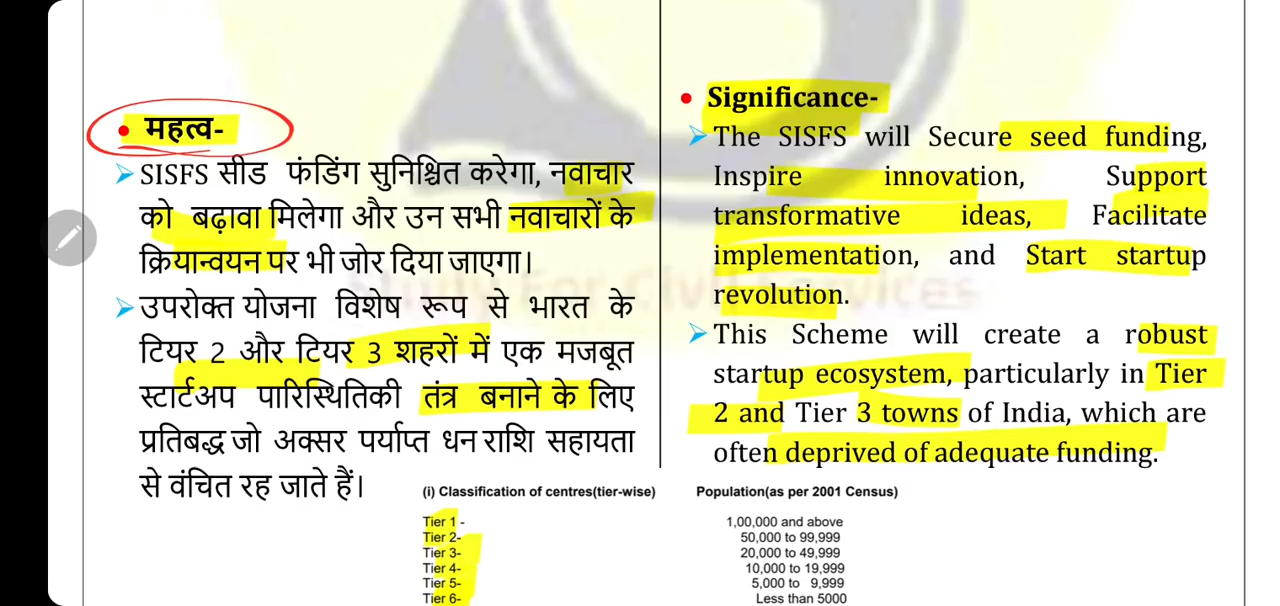 • महत्व-
➢ SISFS सीड फंडिंग सुनिश्चित करेगा, नवाचार
को बढ़ावा मिलेगा और उन सभी नवाचारों के
क्रियान्वयन पर भी जोर दिया जाएगा।
➢ उपरोक्त योजना विशेष रूप से भारत के
टियर 2 और टियर 3 शहरों में एक मजबूत
स्टार्टअप पारिस्थितिकी तंत्र बनाने के लिए
प्रतिबद्ध जो अक्सर पर्याप्त धन राशि सहायता
से वंचित रह जाते हैं।
• Significance-
➢ The SISFS will Secure seed funding,
Inspire innovation, Support
transformative ideas, Facilitate
implementation, and Start startup
revolution.
➢ This Scheme will create a robust
startup ecosystem, particularly in Tier
2 and Tier 3 towns of India, which are
often deprived of adequate funding.
Study For Civil Services
(i) Classification of centres(tier-wise) Population(as per 2001 Census)
Tier 1 - 1,00,000 and above
Tier 2- 50,000 to 99,999
Tier 3- 20,000 to 49,999
Tier 4- 10,000 to 19,999
Tier 5- 5,000 to 9,999
Tier 6- Less than 5000